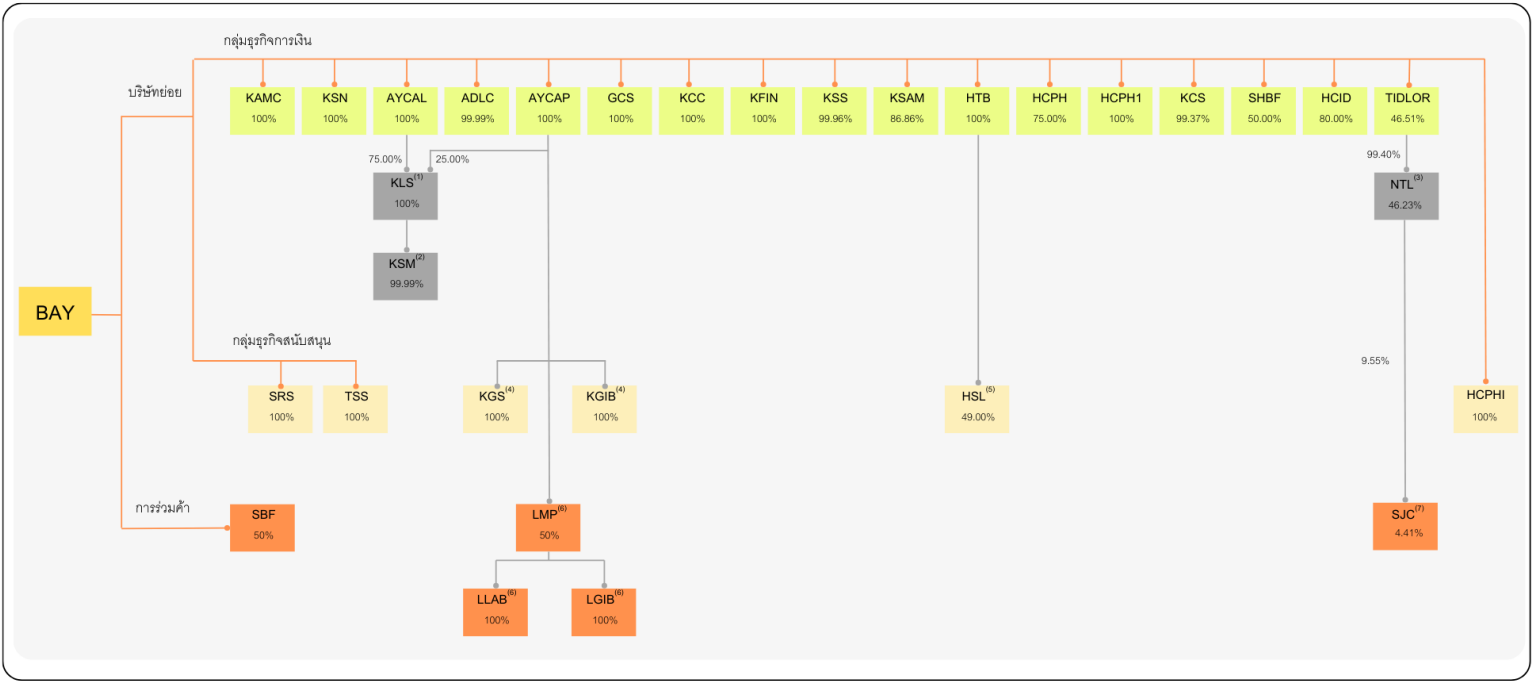 กลุ่มธุรกิจการเงิน
บริษัทย่อย
KAMC
100%
KSN
100%
AYCAL
100%
ADLC
99.99%
AYCAP
100%
GCS
100%
KCC
100%
KFIN
100%
KSS
99.96%
KSAM
86.86%
HTB
100%
HCPH
75.00%
HCPH1
100%
KCS
99.37%
SHBF
50.00%
HCID
80.00%
TIDLOR
46.51%
75.00%
25.00%
99.40%
KLS(1)
100%
NTL(3)
46.23%
KSM(2)
99.99%
BAY
กลุ่มธุรกิจสนับสนุน
9.55%
SRS
100%
TSS
100%
KGS(4)
100%
KGIB(4)
100%
HSL(5)
49.00%
HCPHI
100%
การร่วมค้า
SBF
50%
LMP(6)
50%
SJC(7)
4.41%
LLAB(6)
100%
LGIB(6)
100%